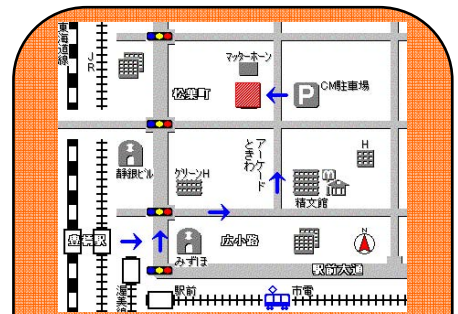 東海道線
JR
マッターホーン
松葉町
P
CM駐車場
静銀ビル
グリーンH
アーケード
ときわ
H
精文館
豊橋駅
みずほ
広小路
N
駅前大通
渥美線
駅前
市電